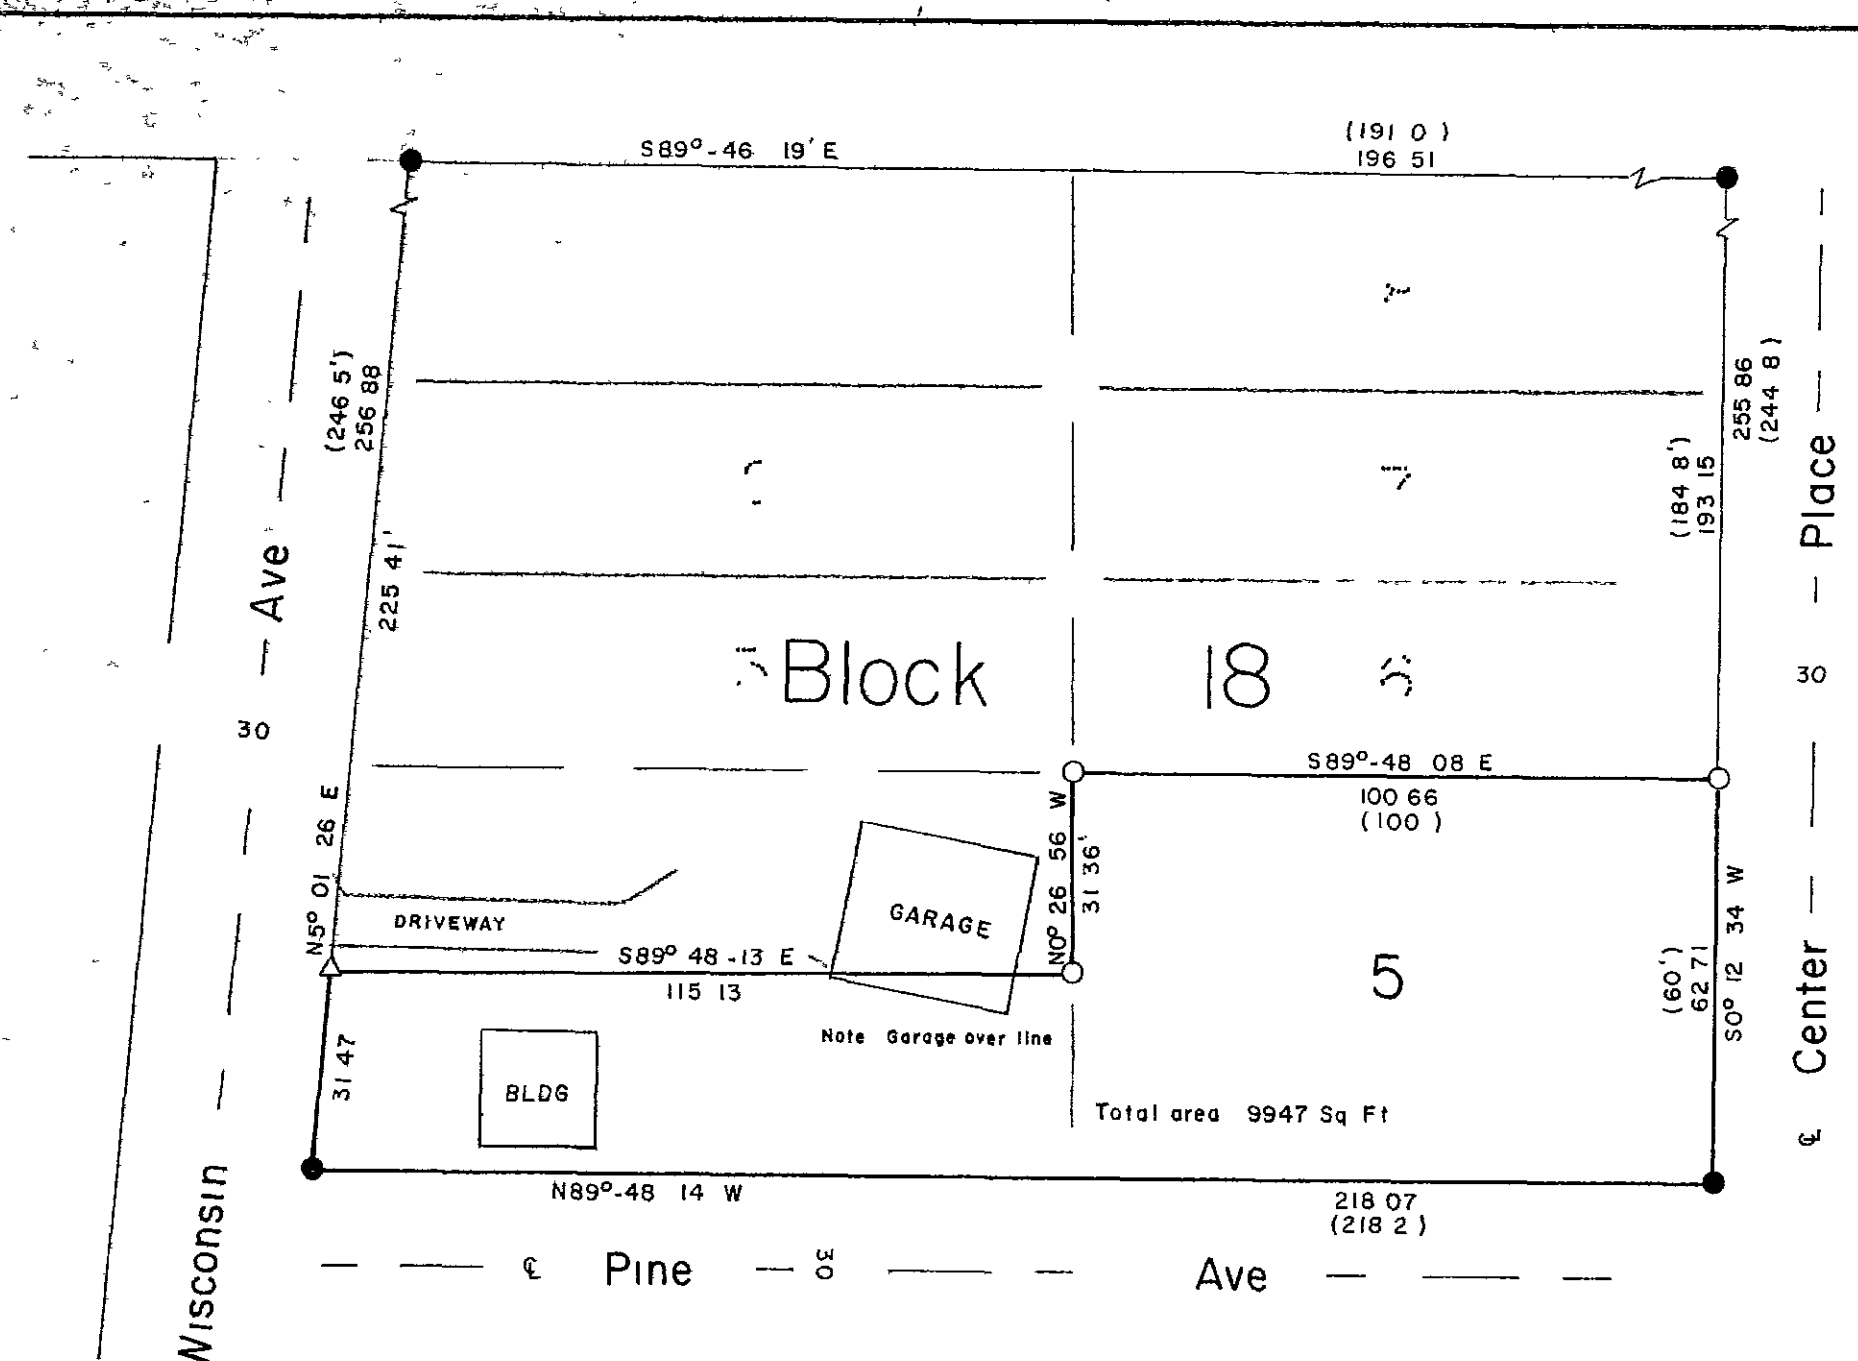 (191 0 )
S89°-46 19' E
196 51
(246 5')
256 88
255 86
(244 8 )
(184 8')
193 15
225 41'
Ave
Place
Block 18
30
30
S89°-48 08 E
100 66
(100 )
N5° 01 26 E
N0° 26 56 W
31 36'
GARAGE
DRIVEWAY
S89° 48 -13 E
115 13
5
(60')
62 71
S0° 12 34 W
Center
Note Garage over line
31 47
BLDG
Total area 9947 Sq Ft
℄
N89°-48 14 W
218 07
(218 2 )
Wisconsin
℄ Pine 30 Ave